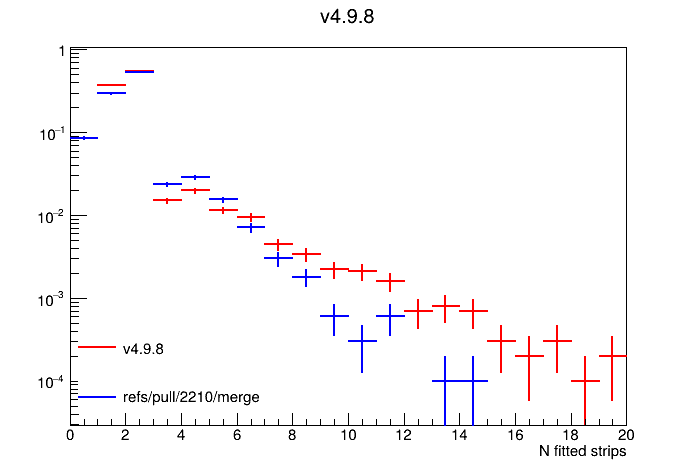 v4.9.8
1
10⁻¹
10⁻²
10⁻³
10⁻⁴
v4.9.8
refs/pull/2210/merge
0 2 4 6 8 10 12 14 16 18 20
N fitted strips